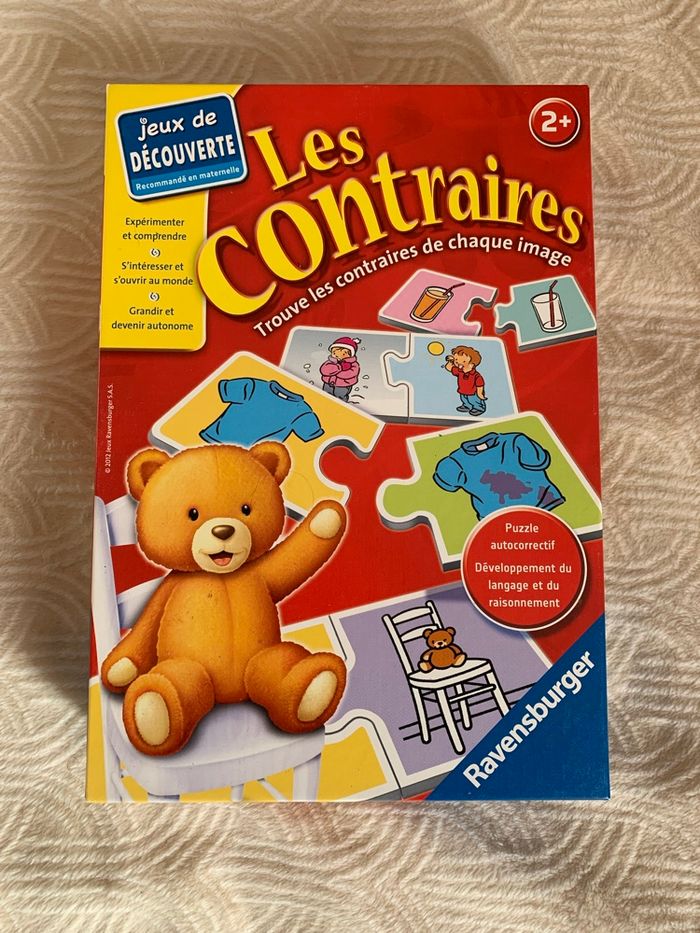 jeux de
DÉCOUVERTE
Recommandé en maternelle
Expérimenter
et comprendre
S'intéresser et
s'ouvrir au monde
Grandir et
devenir autonome
2+
Les
contraires
Trouve les contraires de chaque image
© 2012 Jeux Ravensburger S.A.S.
Puzzle
autocorrectif
Développement du
langage et du
raisonnement
Ravensburger